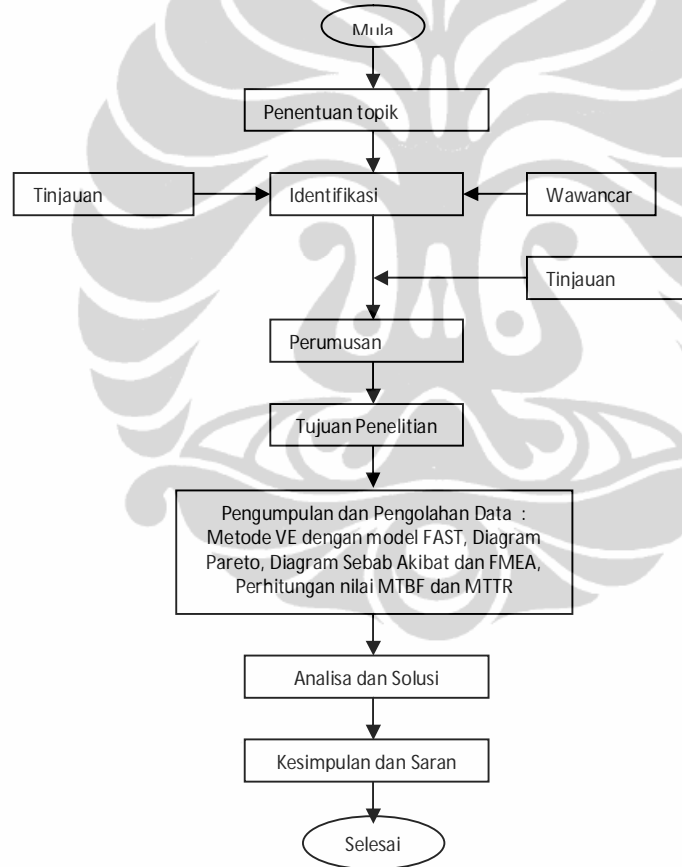 Mula
Penentuan topik
Tinjauan
Identifikasi
Wawancar
Tinjauan
Perumusan
Tujuan Penelitian
Pengumpulan dan Pengolahan Data :
Metode VE dengan model FAST, Diagram
Pareto, Diagram Sebab Akibat dan FMEA,
Perhitungan nilai MTBF dan MTTR
Analisa dan Solusi
Kesimpulan dan Saran
Selesai